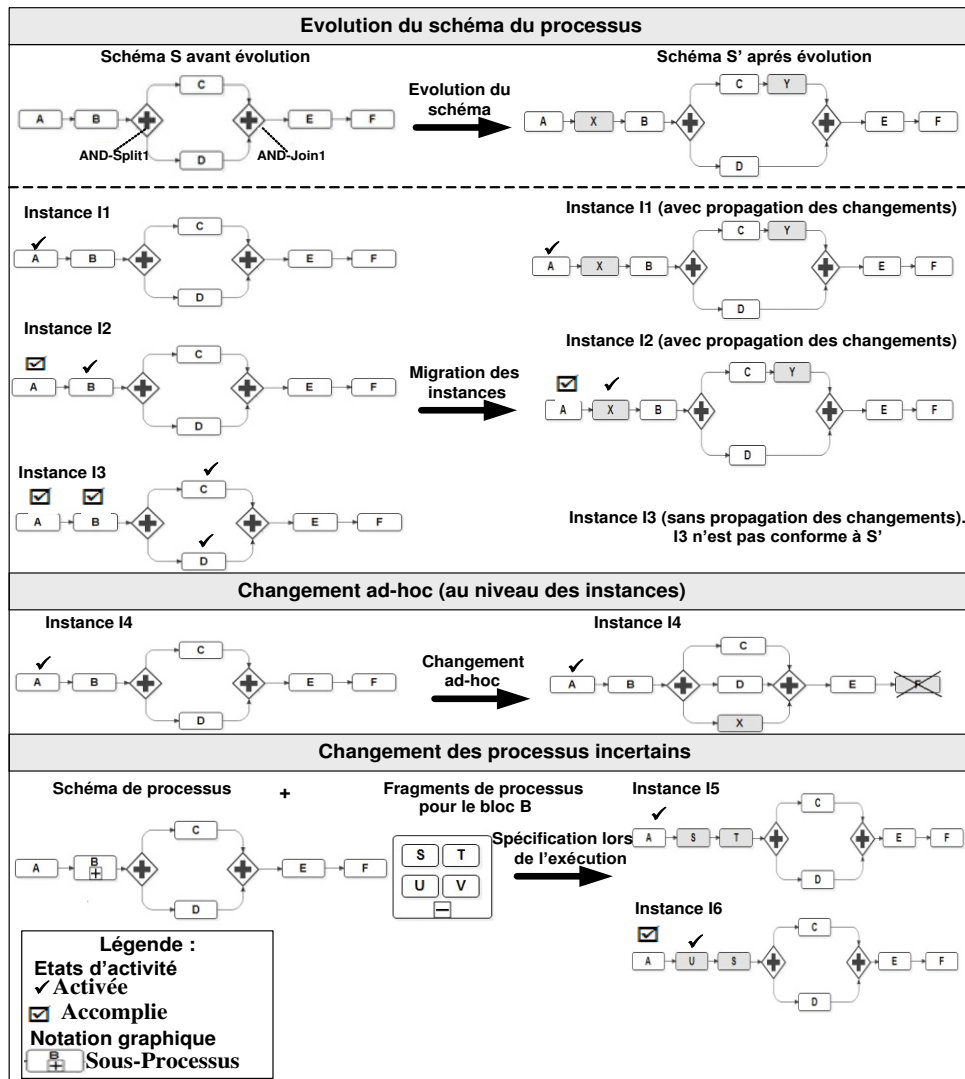 Evolution du schéma du processus
Schéma S avant évolution
Schéma S' aprés évolution
A
B
C
D
E
F
AND-Split1
AND-Join1
Evolution du
schéma
A
X
B
C
Y
D
E
F
Instance I1
A
B
C
D
E
F
Instance I1 (avec propagation des changements)
A
X
B
C
Y
D
E
F
Instance I2
A
B
C
D
E
F
Migration des
instances
Instance I2 (avec propagation des changements)
A
X
B
C
Y
D
E
F
Instance I3
A
B
C
D
E
F
Instance I3 (sans propagation des changements).
I3 n'est pas conforme à S'
Changement ad-hoc (au niveau des instances)
Instance I4
A
B
C
D
E
F
Changement
ad-hoc
Instance I4
A
B
C
D
X
E
F
Changement des processus incertains
Schéma de processus
A
B
C
D
E
F
+
Fragments de processus
pour le bloc B
S T
U V
Spécification lors
de l'exécution
Instance I5
A
S
T
C
D
E
F
Instance I6
A
U
S
C
D
E
F
Légende :
Etats d'activité
Activée
Accomplie
Notation graphique
B
Sous-Processus